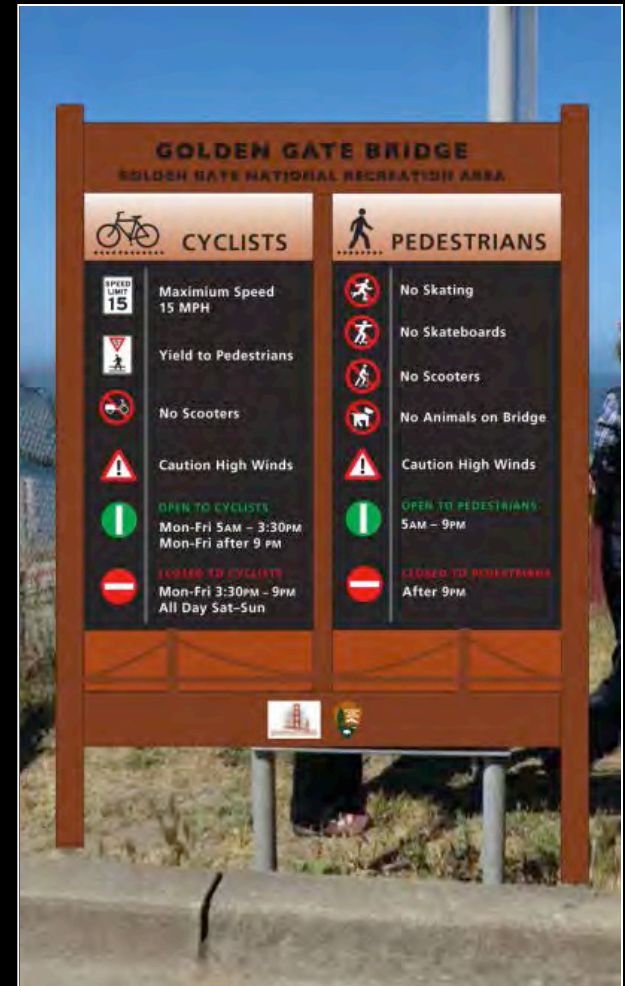 GOLDEN GATE BRIDGE
GOLDEN GATE NATIONAL RECREATION AREA
CYCLISTS
SPEED
LIMIT
15
Maximium Speed
15 MPH
Yield to Pedestrians
No Scooters
Caution High Winds
OPEN TO CYCLISTS
Mon-Fri 5AM – 3:30PM
Mon-Fri after 9 PM
CLOSED TO CYCLISTS
Mon-Fri 3:30PM – 9PM
All Day Sat–Sun
PEDESTRIANS
No Skating
No Skateboards
No Scooters
No Animals on Bridge
Caution High Winds
OPEN TO PEDESTRIANS
5AM – 9PM
CLOSED TO PEDESTRIANS
After 9PM